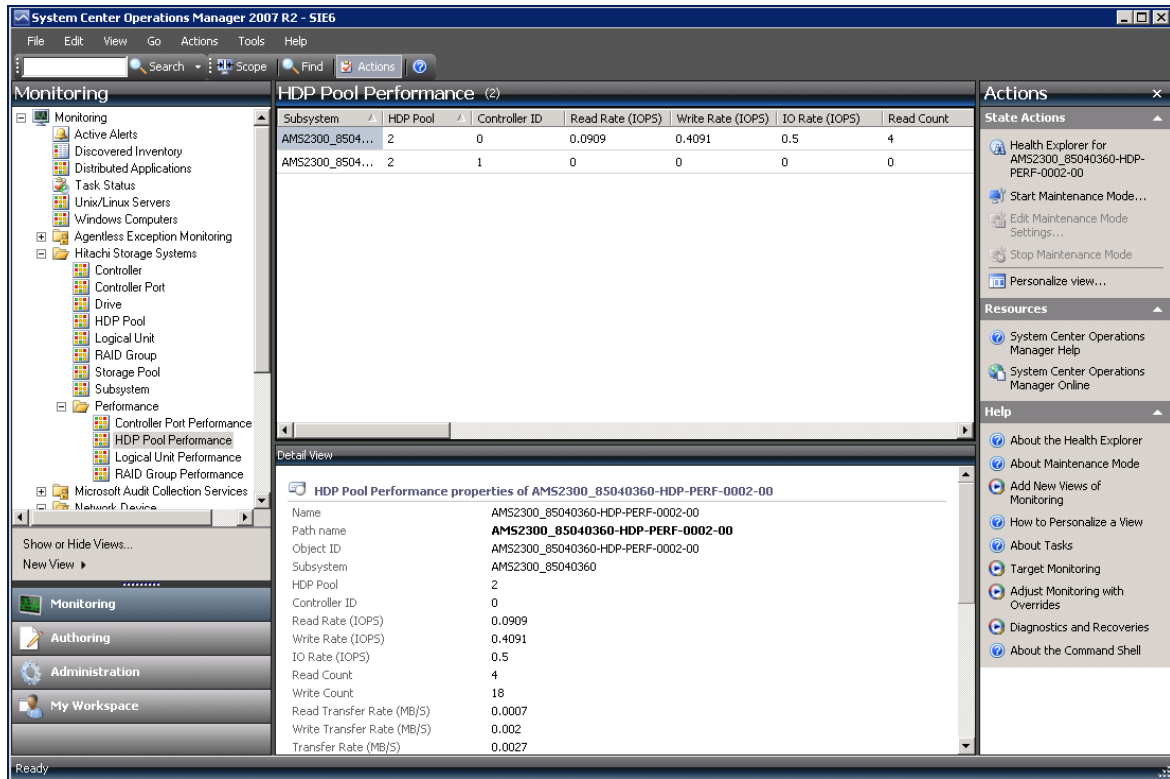 System Center Operations Manager 2007 R2 - SIE6
File Edit View Go Actions Tools Help
Search Scope Find Actions
Monitoring
Monitoring
Active Alerts
Discovered Inventory
Distributed Applications
Task Status
Unix/Linux Servers
Windows Computers
Agentless Exception Monitoring
Hitachi Storage Systems
Controller
Controller Port
Drive
HDP Pool
Logical Unit
RAID Group
Storage Pool
Subsystem
Performance
Controller Port Performance
HDP Pool Performance
Logical Unit Performance
RAID Group Performance
Microsoft Audit Collection Services
Network Device
Show or Hide Views...
New View
Monitoring
Authoring
Administration
My Workspace
Ready
HDP Pool Performance (2)
Subsystem HDP Pool Controller ID Read Rate (IOPS) Write Rate (IOPS) IO Rate (IOPS) Read Count
AMS2300_8504... 2 0 0.0909 0.4091 0.5 4
AMS2300_8504... 2 1 0 0 0 0
Detail View
HDP Pool Performance properties of AMS2300_85040360-HDP-PERF-0002-00
Name AMS2300_85040360-HDP-PERF-0002-00
Path name AMS2300_85040360-HDP-PERF-0002-00
Object ID AMS2300_85040360-HDP-PERF-0002-00
Subsystem AMS2300_85040360
HDP Pool 2
Controller ID 0
Read Rate (IOPS) 0.0909
Write Rate (IOPS) 0.4091
IO Rate (IOPS) 0.5
Read Count 4
Write Count 18
Read Transfer Rate (MB/S) 0.0007
Write Transfer Rate (MB/S) 0.002
Transfer Rate (MB/S) 0.0027
Actions
State Actions
Health Explorer for
AMS2300_85040360-HDP-
PERF-0002-00
Start Maintenance Mode...
Edit Maintenance Mode
Settings...
Stop Maintenance Mode
Personalize view...
Resources
System Center Operations
Manager Help
System Center Operations
Manager Online
Help
About the Health Explorer
About Maintenance Mode
Add New Views of
Monitoring
How to Personalize a View
About Tasks
Target Monitoring
Adjust Monitoring with
Overrides
Diagnostics and Recoveries
About the Command Shell